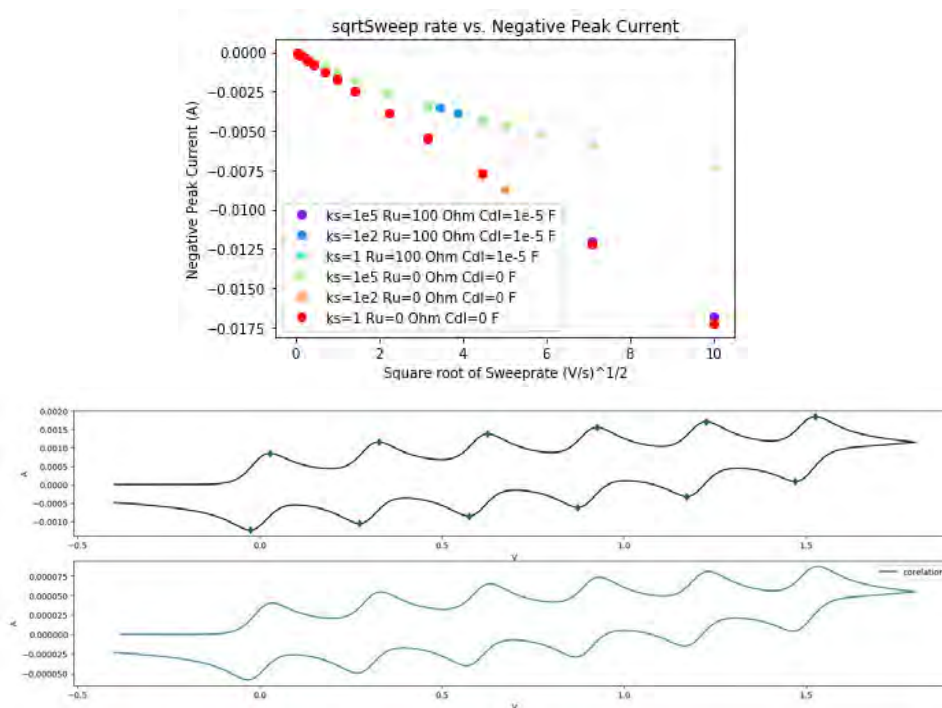 sqrtSweep rate vs. Negative Peak Current
Negative Peak Current (A)
0.0000
−0.0025
−0.0050
−0.0075
−0.0100
−0.0125
−0.0150
−0.0175
ks=1e5 Ru=100 Ohm Cdl=1e-5 F
ks=1e2 Ru=100 Ohm Cdl=1e-5 F
ks=1 Ru=100 Ohm Cdl=1e-5 F
ks=1e5 Ru=0 Ohm Cdl=0 F
ks=1e2 Ru=0 Ohm Cdl=0 F
ks=1 Ru=0 Ohm Cdl=0 F
0 2 4 6 8 10
Square root of Sweeprate (V/s)^1/2
A
0.0020
0.0015
0.0010
0.0005
0.0000
−0.0005
−0.0010
−0.5 0.0 0.5 1.0 1.5
V
A
0.000075
0.000050
0.000025
0.000000
−0.000025
−0.000050
corelation
−0.5 0.0 0.5 1.0 1.5